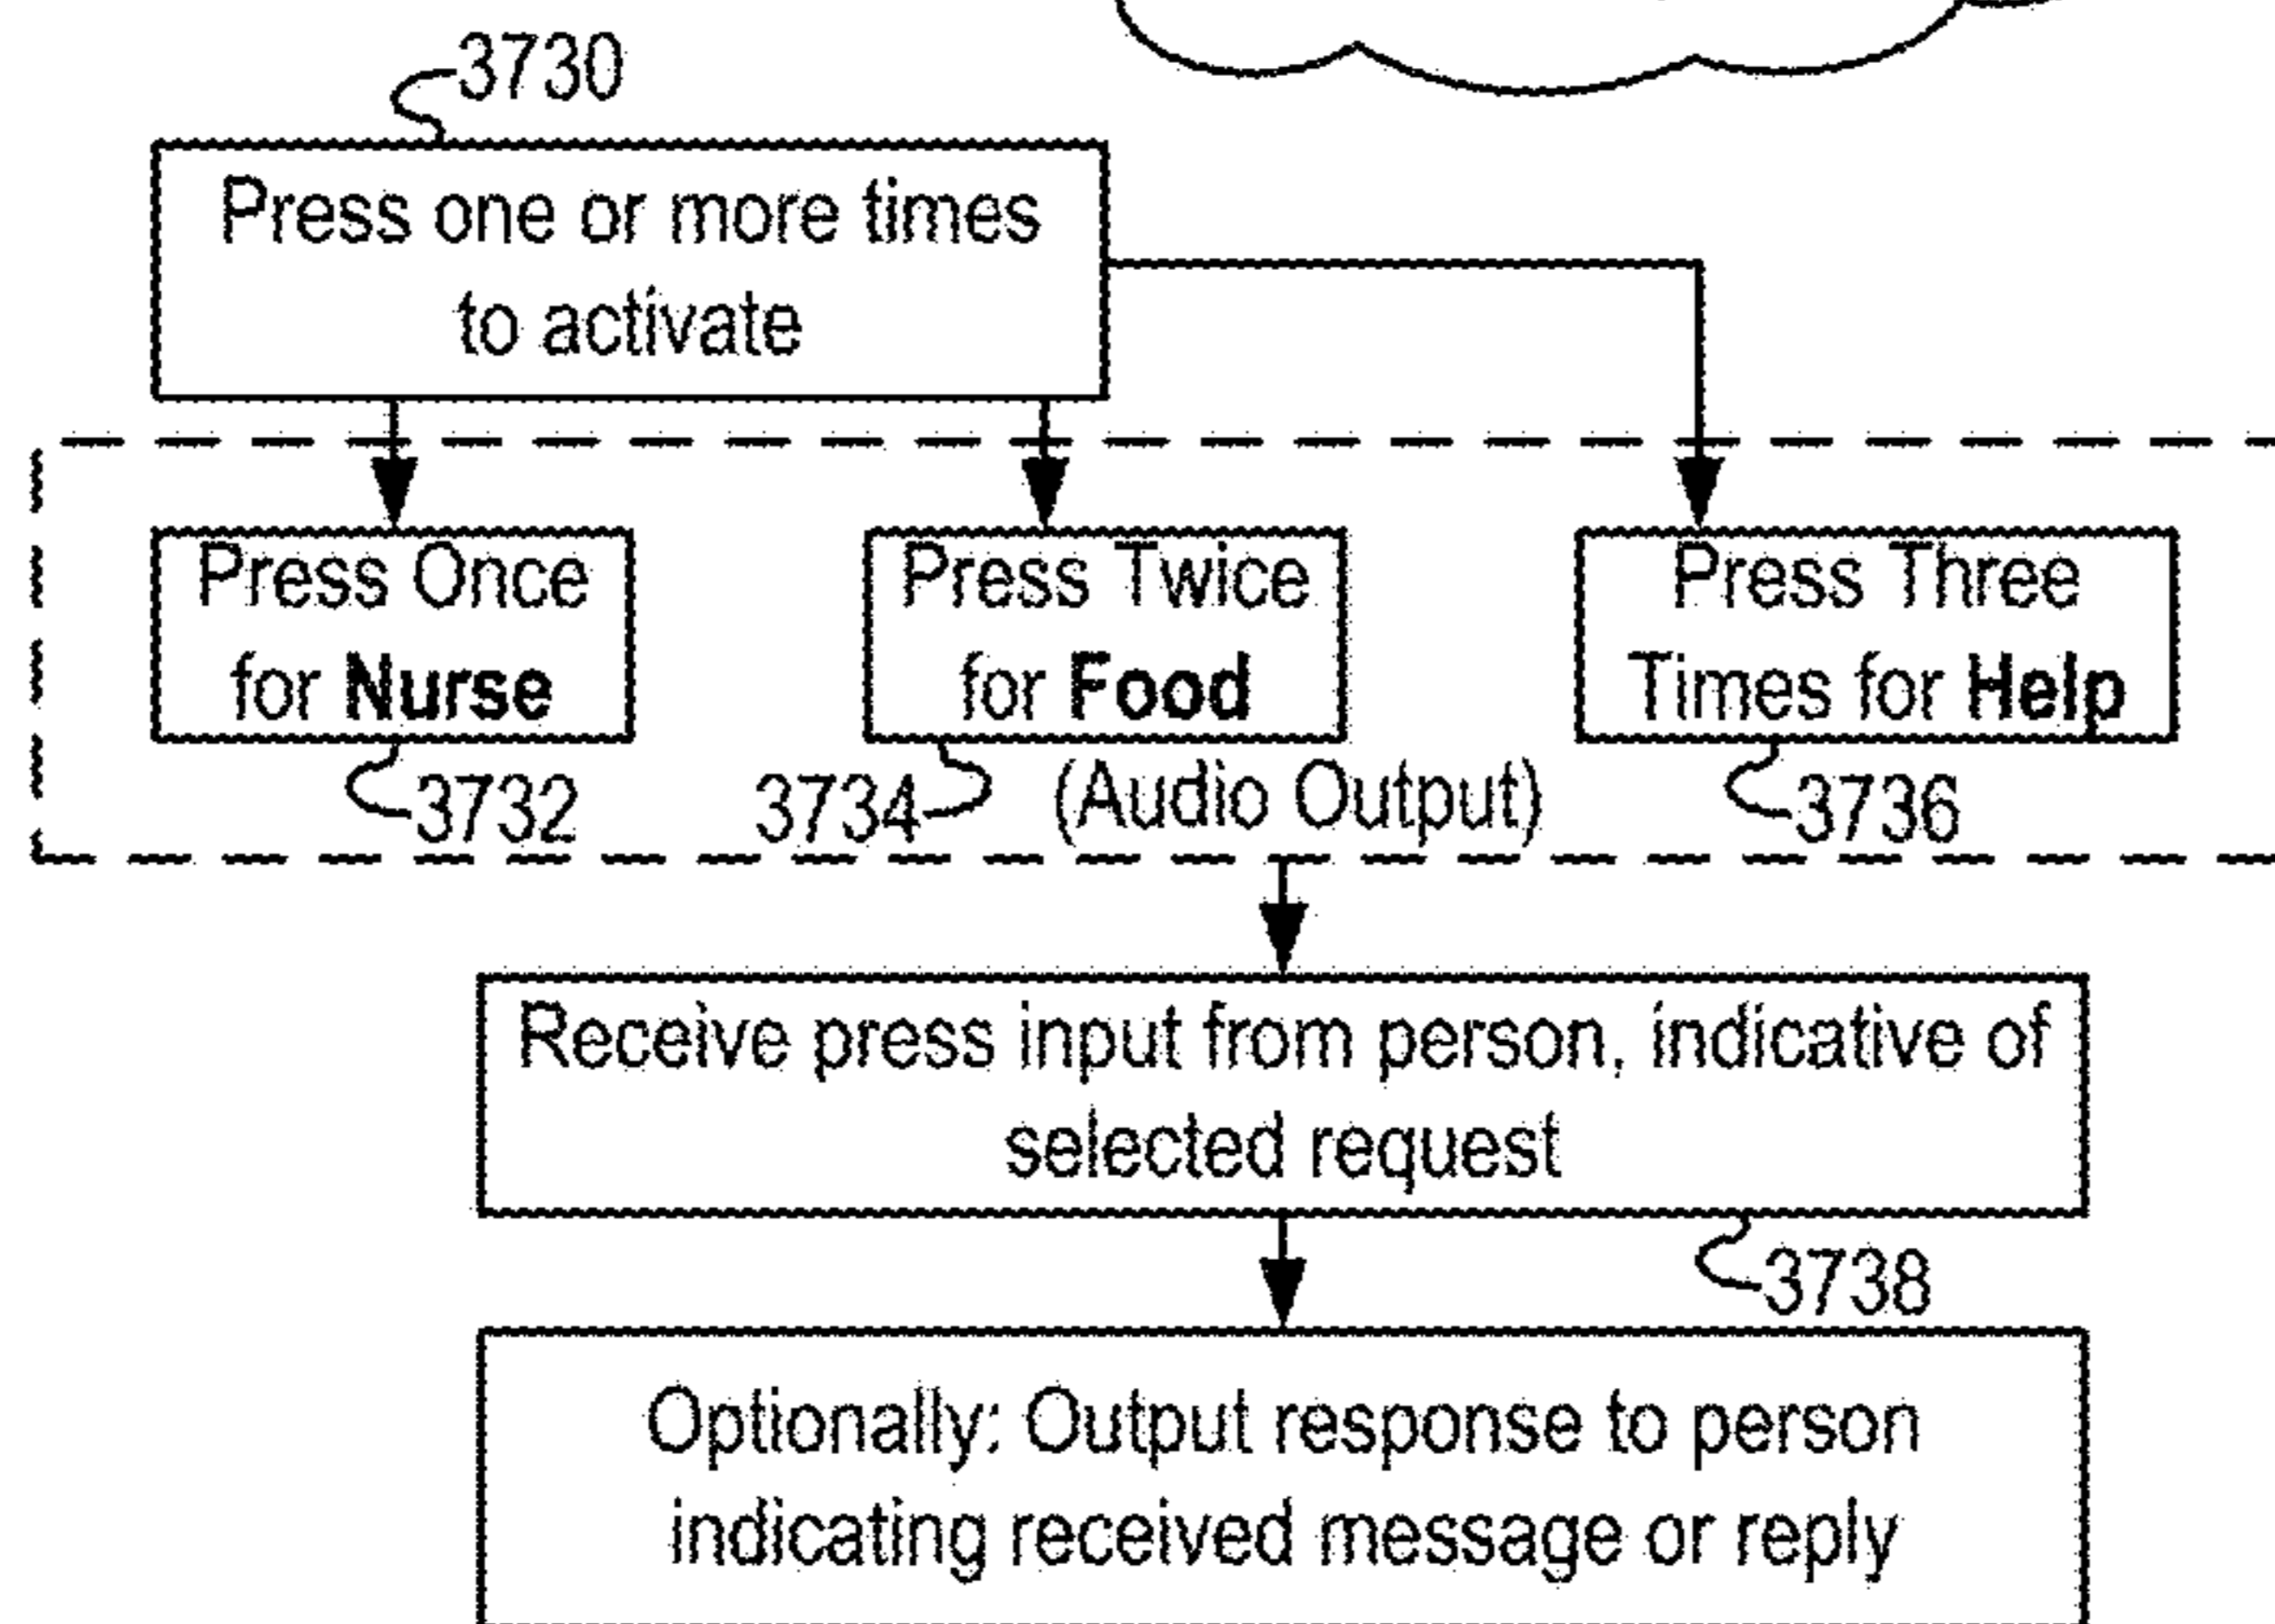 3730
Press one or more times
to activate
Press Once
for Nurse
3732
Press Twice
for Food
3734
(Audio Output)
Press Three
Times for Help
3736
Receive press input from person, indicative of
selected request
3738
Optionally: Output response to person
indicating received message or reply